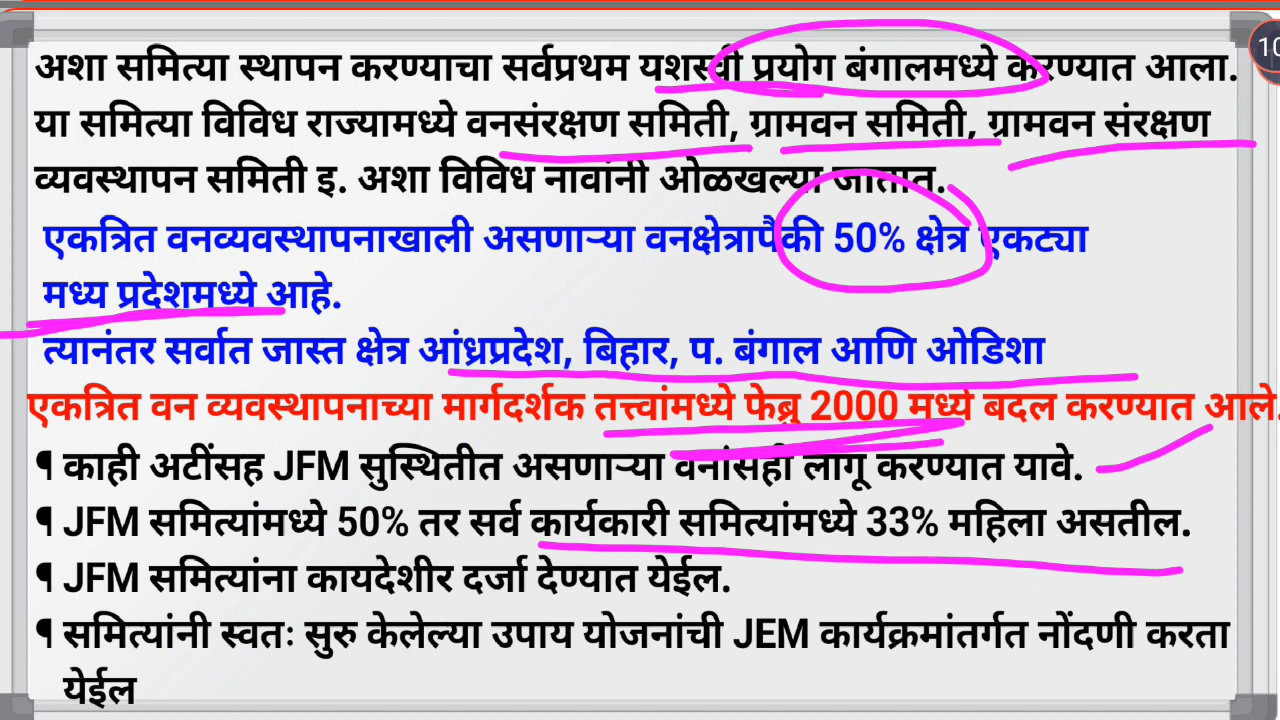 अशा समित्या स्थापन करण्याचा सर्वप्रथम यशस्वी प्रयोग बंगालमध्ये करण्यात आला.
या समित्या विविध राज्यामध्ये वनसंरक्षण समिती, ग्रामवन समिती, ग्रामवन संरक्षण
व्यवस्थापन समिती इ. अशा विविध नावांनी ओळखल्या जातात.
एकत्रित वनव्यवस्थापनाखाली असणाऱ्या वनक्षेत्रापैकी 50% क्षेत्र एकट्या
मध्य प्रदेशमध्ये आहे.
त्यानंतर सर्वात जास्त क्षेत्र आंध्रप्रदेश, बिहार, प. बंगाल आणि ओडिशा
एकत्रित वन व्यवस्थापनाच्या मार्गदर्शक तत्त्वांमध्ये फेब्रु 2000 मध्ये बदल करण्यात आले.
¶ काही अटींसह JFM सुस्थितीत असणाऱ्या वनांसही लागू करण्यात यावे.
¶ JFM समित्यांमध्ये 50% तर सर्व कार्यकारी समित्यांमध्ये 33% महिला असतील.
¶ JFM समित्यांना कायदेशीर दर्जा देण्यात येईल.
¶ समित्यांनी स्वतः सुरु केलेल्या उपाय योजनांची JEM कार्यक्रमांतर्गत नोंदणी करता
येईल